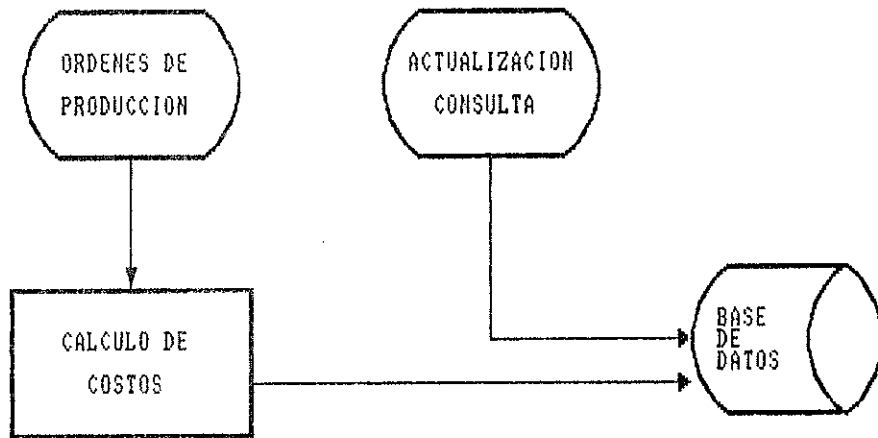 ORDENES DE
PRODUCCION
ACTUALIZACION
CONSULTA
CALCULO DE
COSTOS
BASE
DE
DATOS